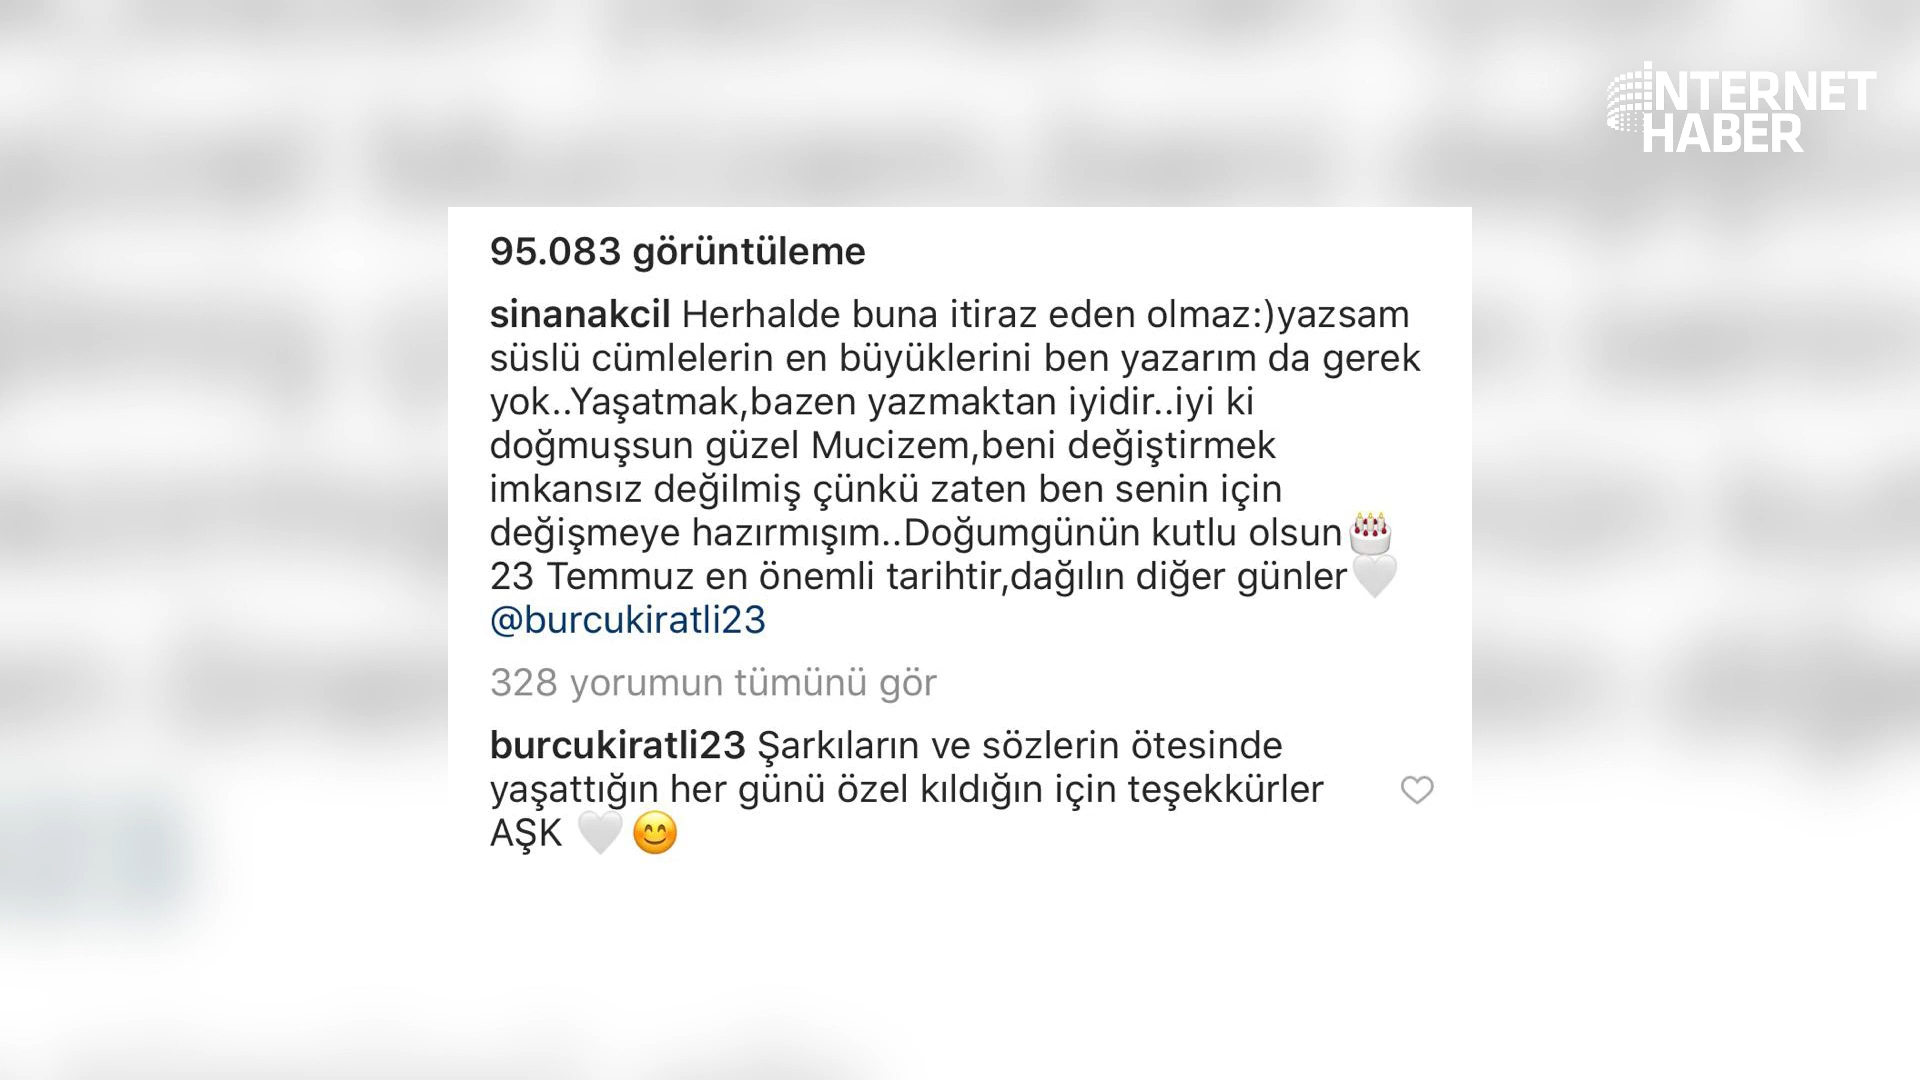 İNTERNET
HABER
95.083 görüntüleme
sinanakcil Herhalde buna itiraz eden olmaz:)yazsam
süslü cümlelerin en büyüklerini ben yazarım da gerek
yok..Yaşatmak,bazen yazmaktan iyidir..iyi ki
doğmuşsun güzel Mucizem,beni değiştirmek
imkansız değilmiş çünkü zaten ben senin için
değişmeye hazırmışım..Doğumgünün kutlu olsun🎂
23 Temmuz en önemli tarihtir,dağılın diğer günler🤍
@burcukiratli23
328 yorumun tümünü gör
burcukiratli23 Şarkıların ve sözlerin ötesinde
yaşattığın her günü özel kıldığın için teşekkürler
AŞK 🤍😊